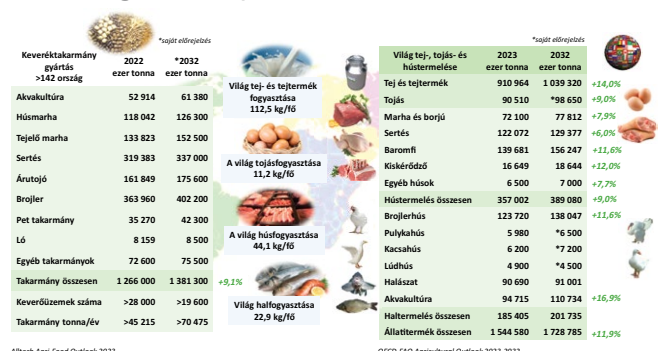 *saját előrejelzés
Keveréktakarmány gyártás >142 ország 2022 ezer tonna *2032 ezer tonna
Akvakultúra 52 914 61 380
Húsmarha 118 042 126 300
Tejelő marha 133 823 152 500
Sertés 319 383 337 000
Árutojó 161 849 175 600
Brojler 363 960 402 200
Pet takarmány 35 270 42 300
Ló 8 159 8 500
Egyéb takarmányok 72 600 75 500
Takarmány összesen 1 266 000 1 381 300 +9,1%
Keverőüzemek száma >28 000 >19 600
Takarmány tonna/év >45 215 >70 475
Alltech Agri-Food Outlook 2023
Világ tej- és tejtermék
fogyasztása
112,5 kg/fő
A világ tojásfogyasztása
11,2 kg/fő
A világ húsfogyasztása
44,1 kg/fő
Világ halfogyasztása
22,9 kg/fő
*saját előrejelzés
Világ tej-, tojás- és hústermelése 2023 ezer tonna 2032 ezer tonna
Tej és tejtermék 910 964 1 039 320 +14,0%
Tojás 90 510 *98 650 +9,0%
Marha és borjú 72 100 77 812 +7,9%
Sertés 122 072 129 377 +6,0%
Baromfi 139 681 156 247 +11,6%
Kiskérődző 16 649 18 644 +12,0%
Egyéb húsok 6 500 7 000 +7,7%
Hústermelés összesen 357 002 389 080 +9,0%
Brojlerhús 123 720 138 047 +11,6%
Pulykahús 5 980 *6 500
Kacsahús 6 200 *7 200
Lúdhús 4 900 *4 500
Halászat 90 690 91 001
Akvakultúra 94 715 110 734 +16,9%
Haltermelés összesen 185 405 201 735
Állatitermék összesen 1 544 580 1 728 785 +11,9%